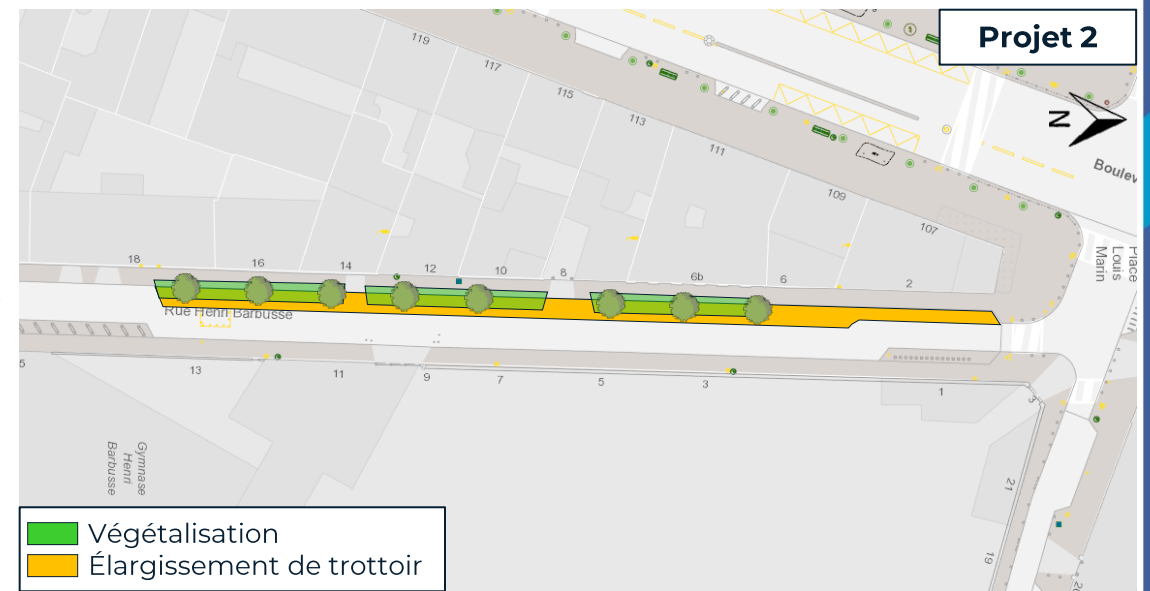 Projet 2
119
117
115
113
111
109
107
N
Boulev
Place
Louis
Marin
18
16
14
12
10
8
6b
6
2
Rue Henri Barbusse
5
13
11
9
7
5
3
1
3
21
19
Gymnase
Henri
Barbusse
Végétalisation
Élargissement de trottoir